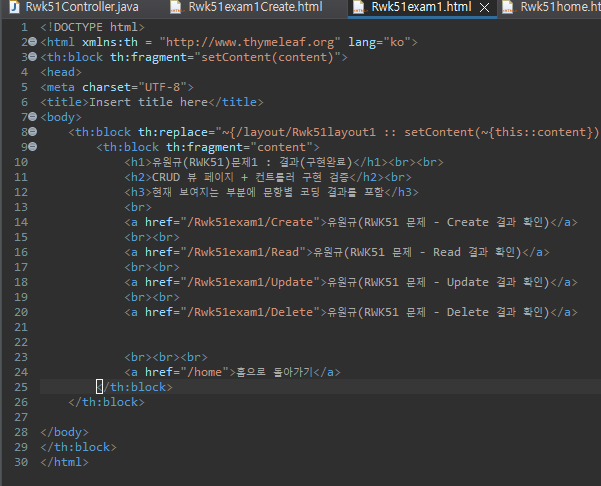 Rwk51Controller.java Rwk51exam1Create.html Rwk51exam1.html Rwk51home.ht
1 <!DOCTYPE html>
2 <html xmlns:th = "http://www.thymeleaf.org" lang="ko">
3 <th:block th:fragment="setContent(content)">
4 <head>
5 <meta charset="UTF-8">
6 <title>Insert title here</title>
7 <body>
8 <th:block th:replace="~{/layout/Rwk51layout1 :: setContent(~{this::content})
9 <th:block th:fragment="content">
10 <h1>유원규(RWK51)문제1 : 결과(구현완료)</h1><br><br>
11 <h2>CRUD 뷰 페이지 + 컨트롤러 구현 검증</h2><br>
12 <h3>현재 보여지는 부분에 문항별 코딩 결과를 포함</h3>
13 <br>
14 <a href="/Rwk51exam1/Create">유원규(RWK51 문제 - Create 결과 확인)</a>
15 <br><br>
16 <a href="/Rwk51exam1/Read">유원규(RWK51 문제 - Read 결과 확인)</a>
17 <br><br>
18 <a href="/Rwk51exam1/Update">유원규(RWK51 문제 - Update 결과 확인)</a>
19 <br><br>
20 <a href="/Rwk51exam1/Delete">유원규(RWK51 문제 - Delete 결과 확인)</a>
21
22
23 <br><br><br>
24 <a href="/home">홈으로 돌아가기</a>
25 </th:block>
26 </th:block>
27
28 </body>
29 </th:block>
30 </html>